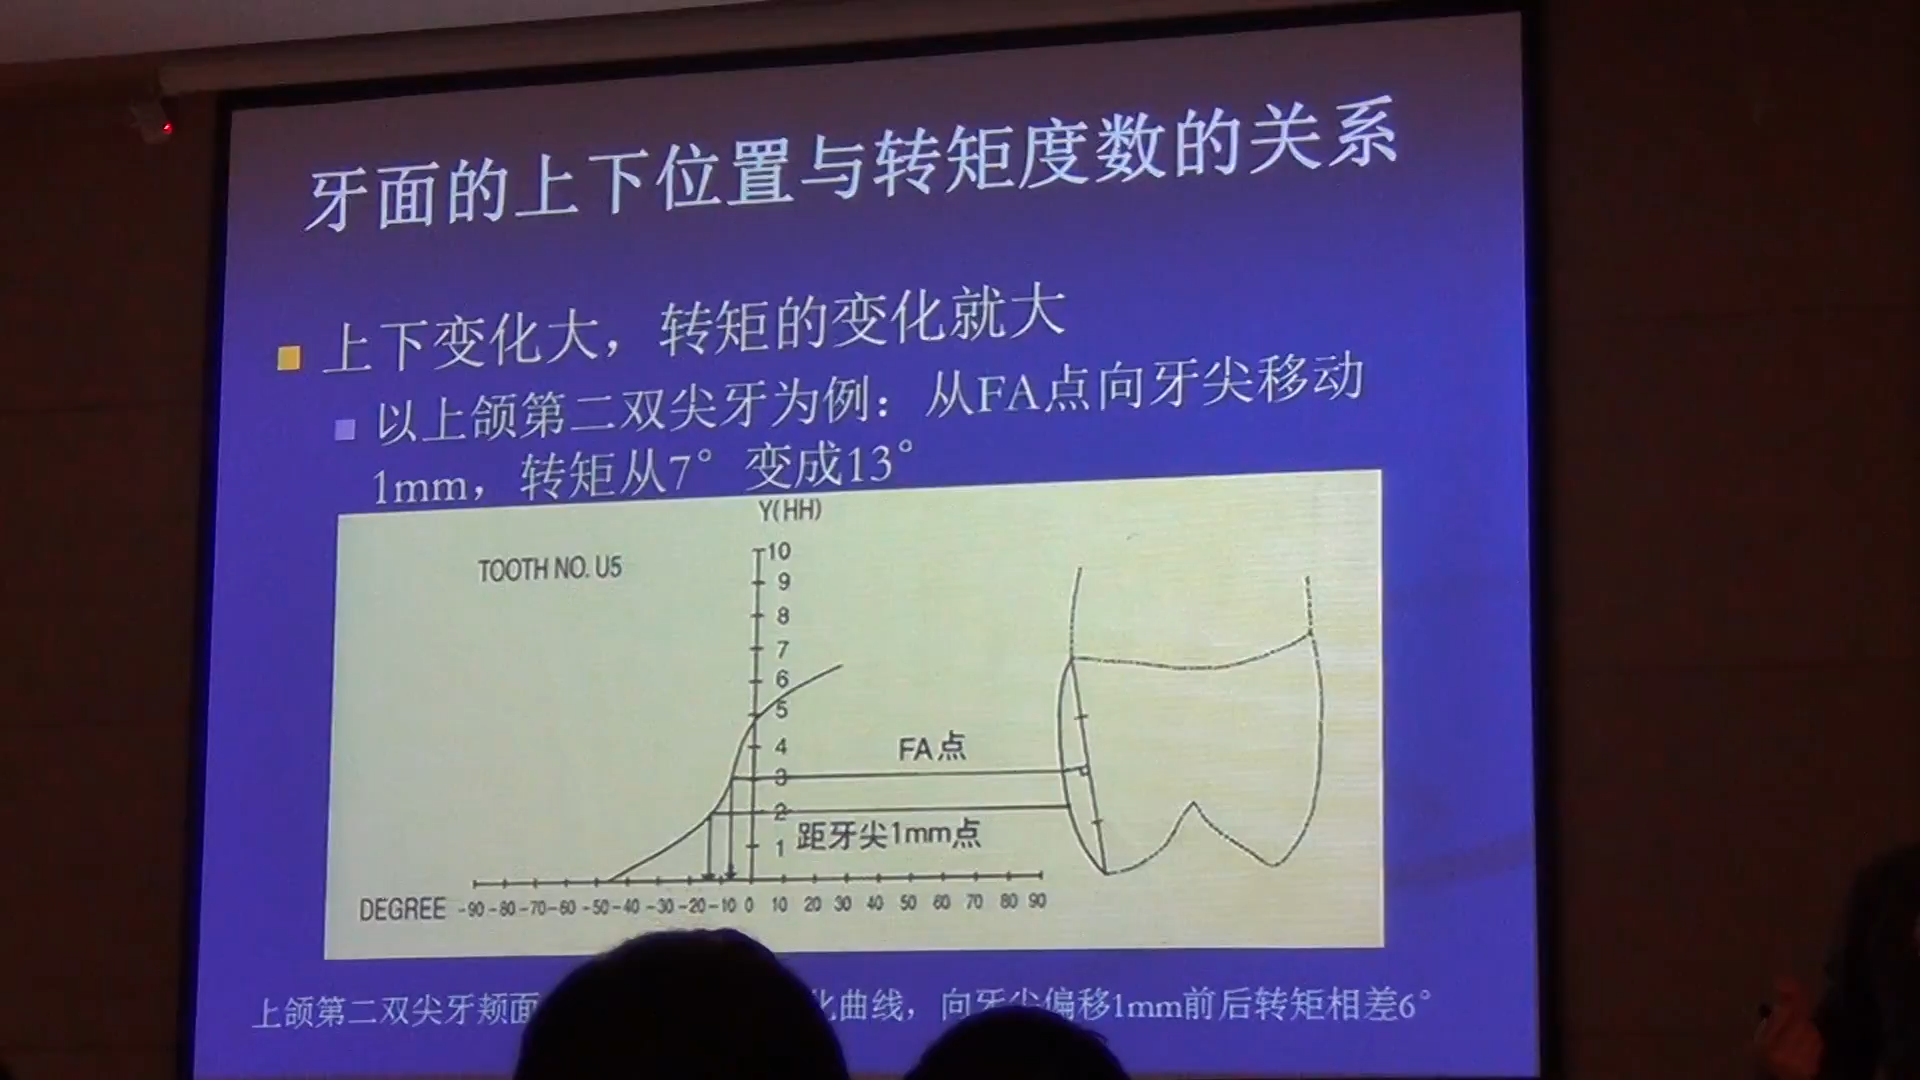 牙面的上下位置与转矩度数的关系
上下变化大，转矩的变化就大
以上颌第二双尖牙为例：从FA点向牙尖移动
1mm，转矩从7°变成13°
Y(HH)
TOOTH NO. U5
10
9
8
7
6
5
4
3
2
1
FA点
距牙尖1mm点
DEGREE -90 -80 -70 -60 -50 -40 -30 -20 -10 0 10 20 30 40 50 60 70 80 90
上颌第二双尖牙颊面 化曲线，向牙尖偏移1mm前后转矩相差6°